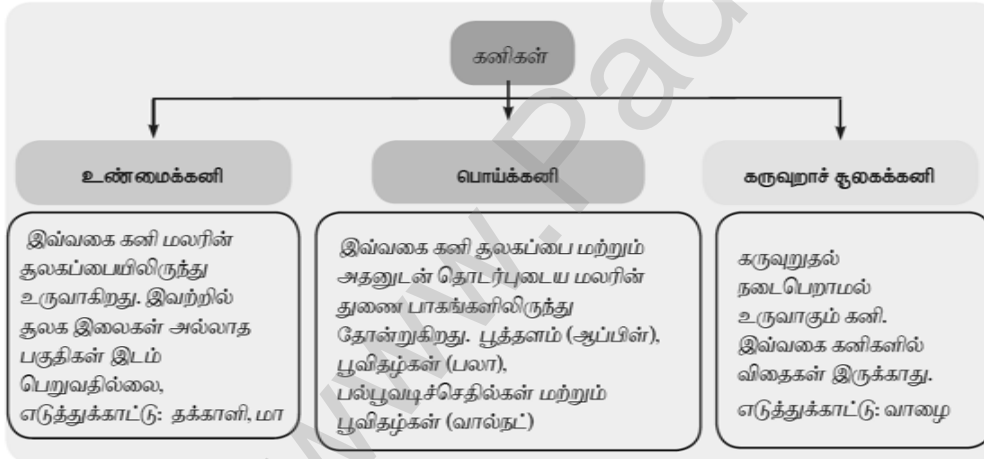 கனிகள்
உண்மைக்கனி
இவ்வகை கனி மலரின்
சூலகப்பையிலிருந்து
உருவாகிறது. இவற்றில்
சூலக இலைகள் அல்லாத
பகுதிகள் இடம்
பெறுவதில்லை,
எடுத்துக்காட்டு: தக்காளி, மா
பொய்க்கனி
இவ்வகை கனி சூலகப்பை மற்றும்
அதனுடன் தொடர்புடைய மலரின்
துணை பாகங்களிலிருந்து
தோன்றுகிறது. பூத்தளம் (ஆப்பிள்),
பூவிதழ்கள் (பலா),
பல்பூவடிச்செதில்கள் மற்றும்
பூவிதழ்கள் (வால்நட்)
கருவுறாச் சூலகக்கனி
கருவுறுதல்
நடைபெறாமல்
உருவாகும் கனி.
இவ்வகை கனிகளில்
விதைகள் இருக்காது.
எடுத்துக்காட்டு: வாழை
www.Pad